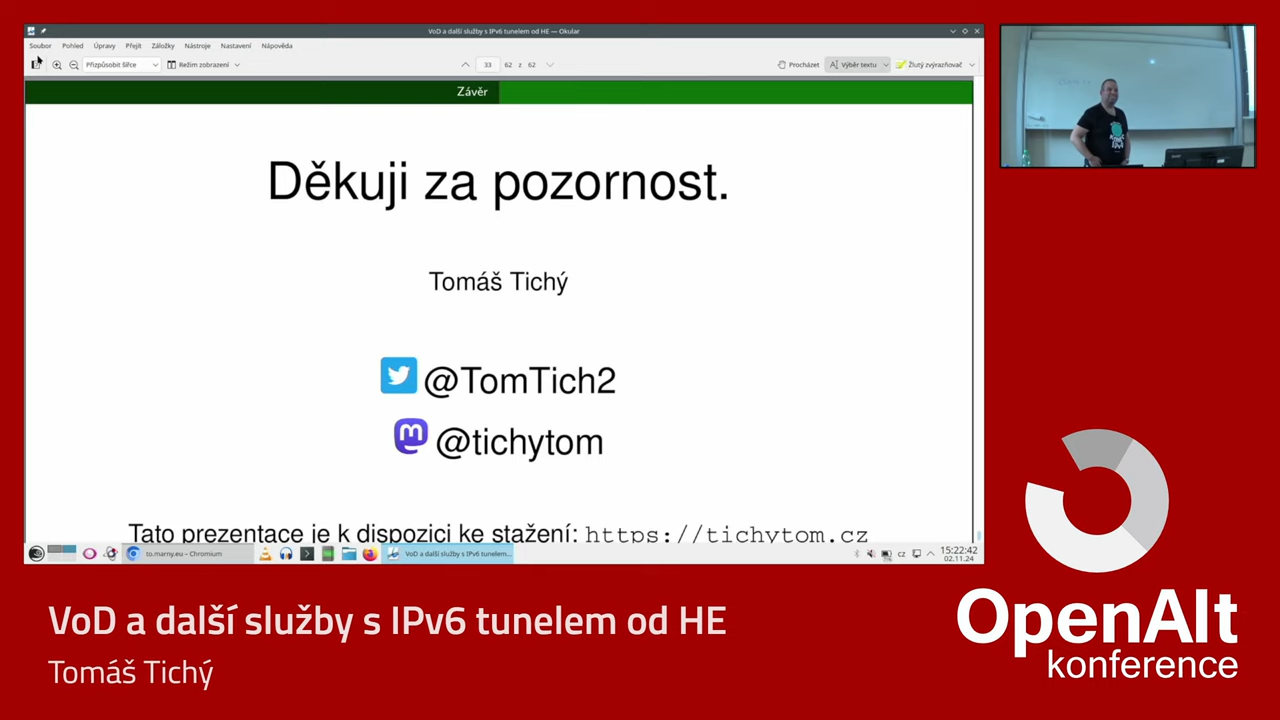 VoD a další služby s IPv6 tunelem od HE — Okular
Soubor Pohled Úpravy Přejít Záložky Nástroje Nastavení Nápověda
Přizpůsobit šířce Režim zobrazení 33 62 z 62 Procházet Výběr textu Žlutý zvýrazňovač
Závěr
Děkuji za pozornost.
Tomáš Tichý
@TomTich2
@tichytom
Tato prezentace je k dispozici ke stažení: https://tichytom.cz
to.marny.eu – Chromium VoD a další služby s IPv6 tunelem... cz 15:22:42
02.11.24
VoD a další služby s IPv6 tunelem od HE
Tomáš Tichý
OpenAlt
konference